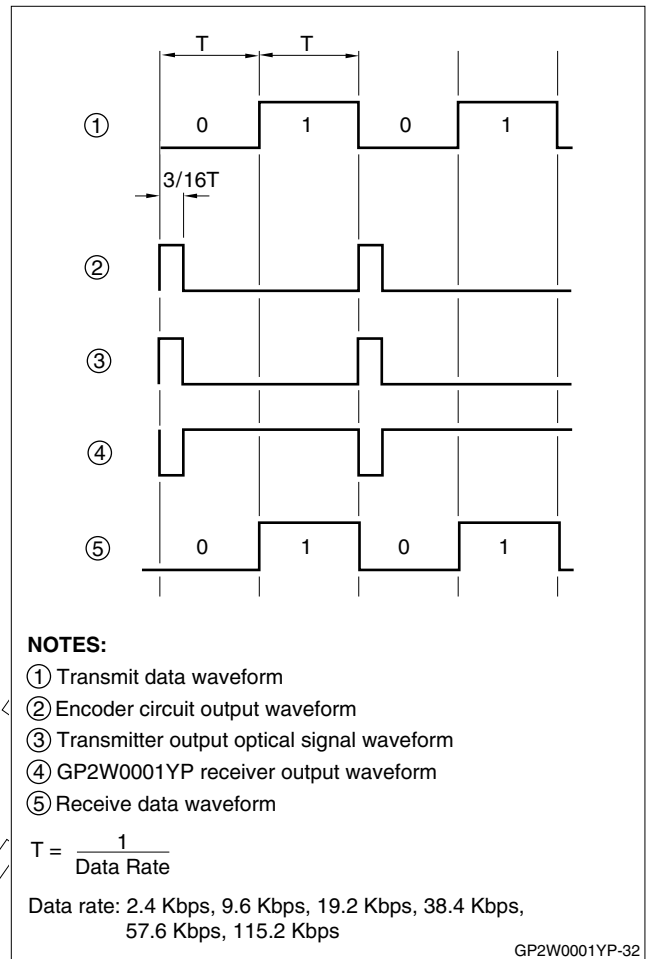 T T
① 0 1 0 1
3/16T
②
③
④
⑤ 0 1 0 1
NOTES:
① Transmit data waveform
② Encoder circuit output waveform
③ Transmitter output optical signal waveform
④ GP2W0001YP receiver output waveform
⑤ Receive data waveform
T = 1
Data Rate
Data rate: 2.4 Kbps, 9.6 Kbps, 19.2 Kbps, 38.4 Kbps,
57.6 Kbps, 115.2 Kbps
GP2W0001YP-32